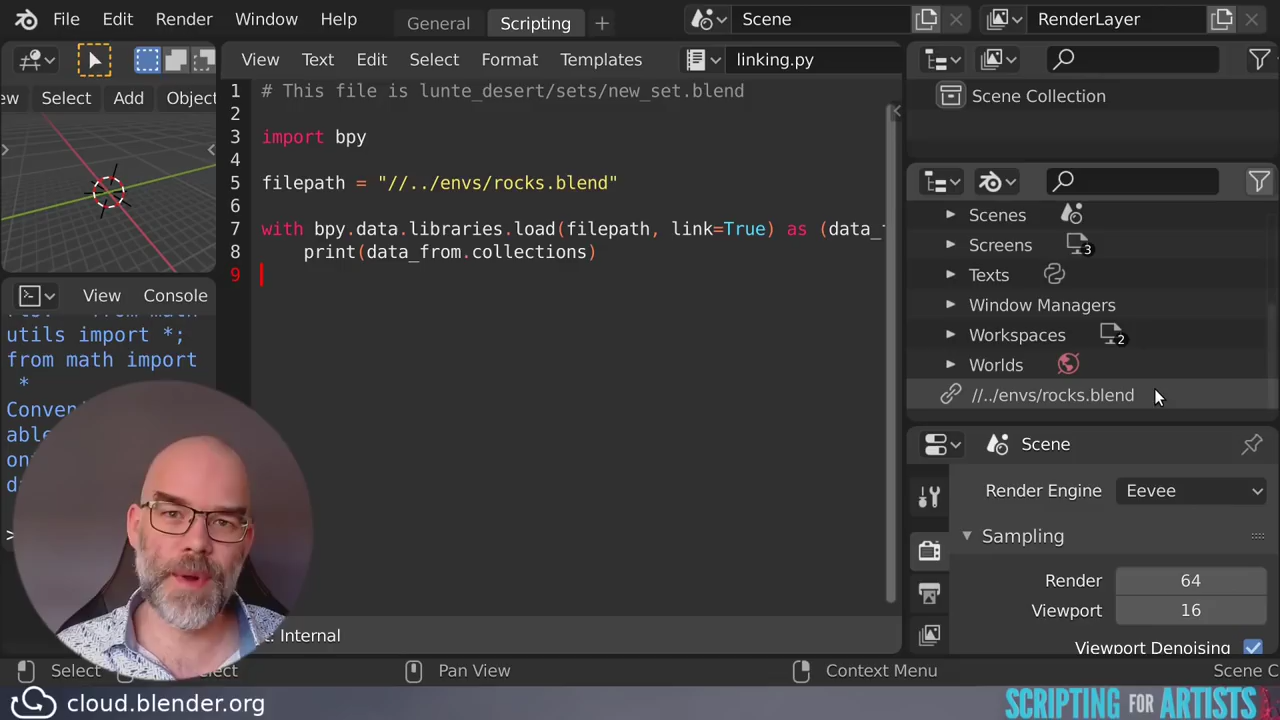 File Edit Render Window Help General Scripting + Scene RenderLayer
View Text Edit Select Format Templates linking.py
Select Add Object
1 # This file is lunte_desert/sets/new_set.blend
2
3 import bpy
4
5 filepath = "//../envs/rocks.blend"
6
7 with bpy.data.libraries.load(filepath, link=True) as (data_
8 print(data_from.collections)
9
View Console
utils import *;
from math import
*
Internal
Scene Collection
Scenes
Screens 3
Texts
Window Managers
Workspaces 2
Worlds
//../envs/rocks.blend
Scene
Render Engine Eevee
Sampling
Render 64
Viewport 16
Viewport Denoising
Select Pan View Context Menu Scene C
cloud.blender.org
SCRIPTING FOR ARTISTS